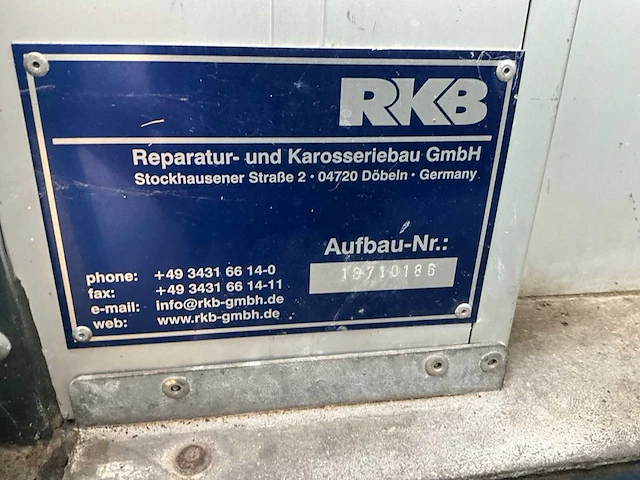 RKB
Reparatur- und Karosseriebau GmbH
Stockhausener Straße 2 · 04720 Döbeln · Germany
Aufbau-Nr.:
18710186
phone: +49 3431 66 14-0
fax: +49 3431 66 14-11
e-mail: info@rkb-gmbh.de
web: www.rkb-gmbh.de